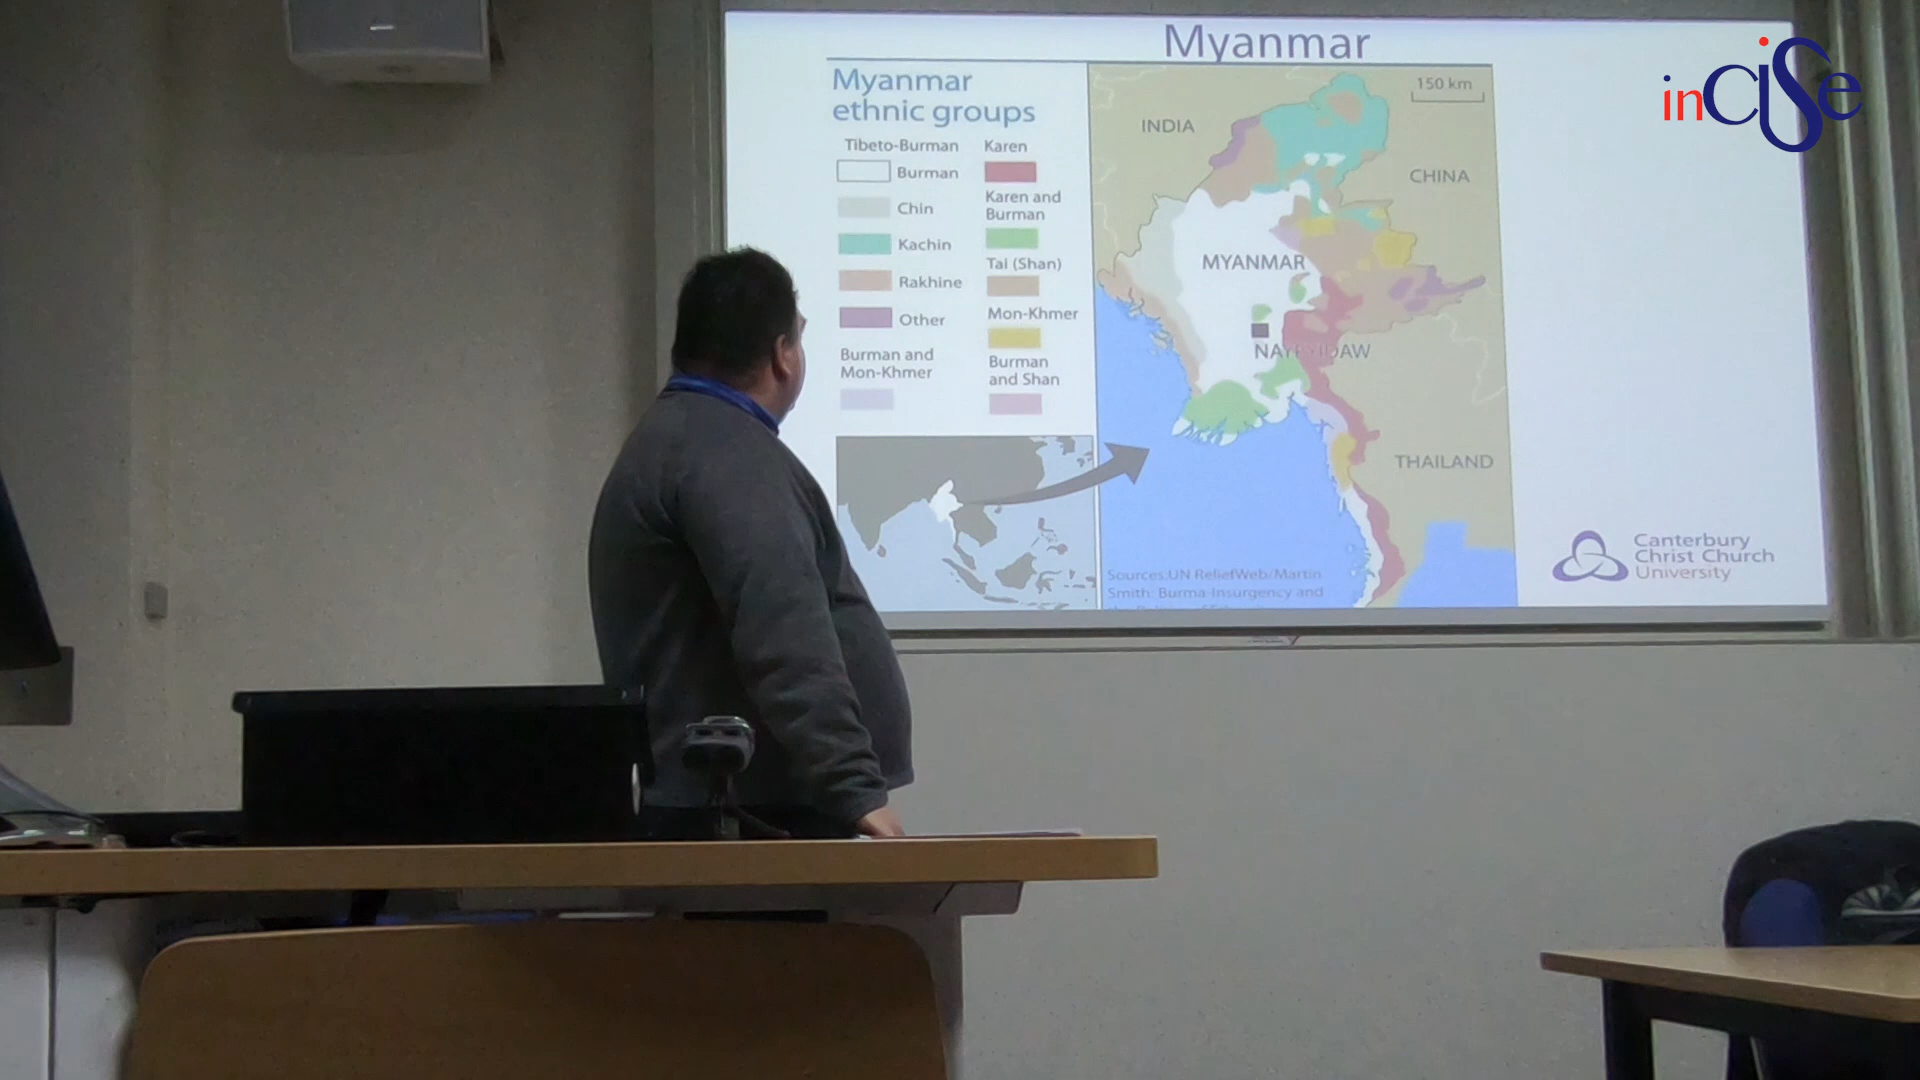 Myanmar
inCISe
Myanmar
ethnic groups
Tibeto-Burman
Burman
Chin
Kachin
Rakhine
Other
Burman and
Mon-Khmer
Karen
Karen and
Burman
Tai (Shan)
Mon-Khmer
Burman
and Shan
150 km
INDIA
CHINA
MYANMAR
NAYPYIDAW
THAILAND
Sources:UN ReliefWeb/Martin
Smith: Burma-Insurgency and
Canterbury
Christ Church
University